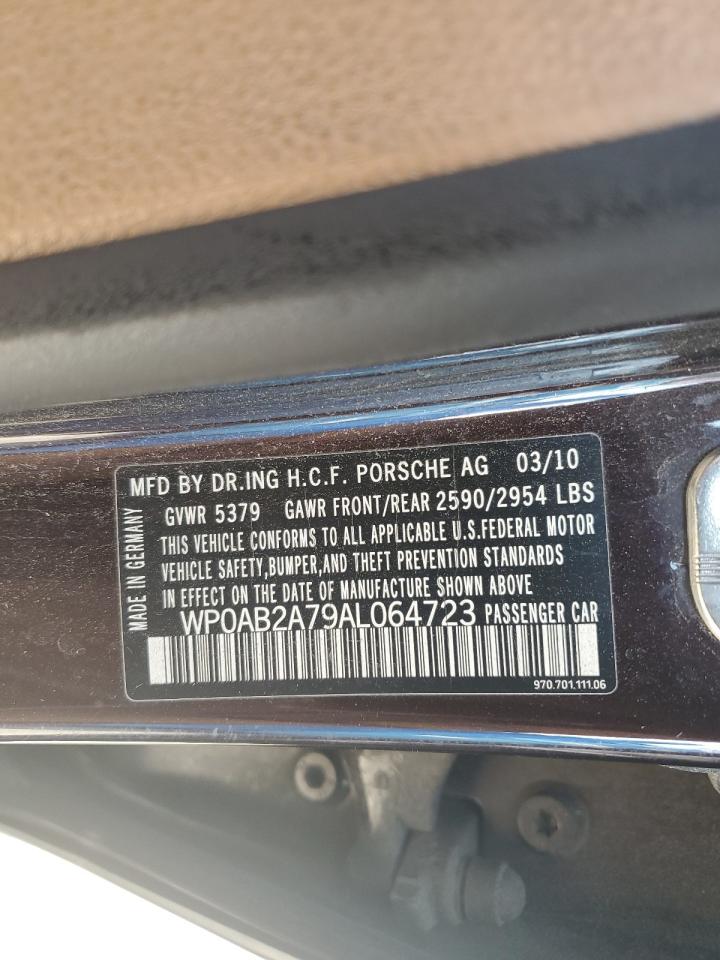 MFD BY DR.ING H.C.F. PORSCHE AG 03/10
GVWR 5379 GAWR FRONT/REAR 2590/2954 LBS
THIS VEHICLE CONFORMS TO ALL APPLICABLE U.S.FEDERAL MOTOR
VEHICLE SAFETY,BUMPER,AND THEFT PREVENTION STANDARDS
IN EFFECT ON THE DATE OF MANUFACTURE SHOWN ABOVE
WP0AB2A79AL064723 PASSENGER CAR
970.701.111.06
MADE IN GERMANY